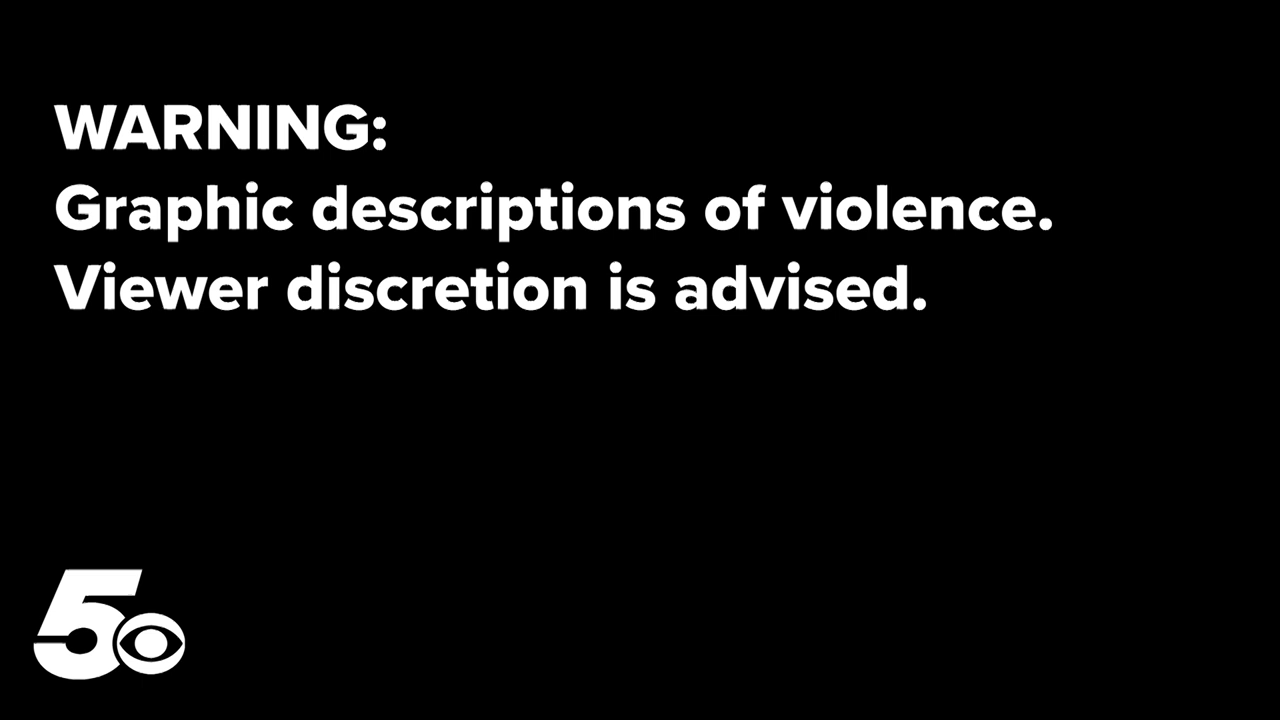 WARNING:
Graphic descriptions of violence.
Viewer discretion is advised.
5